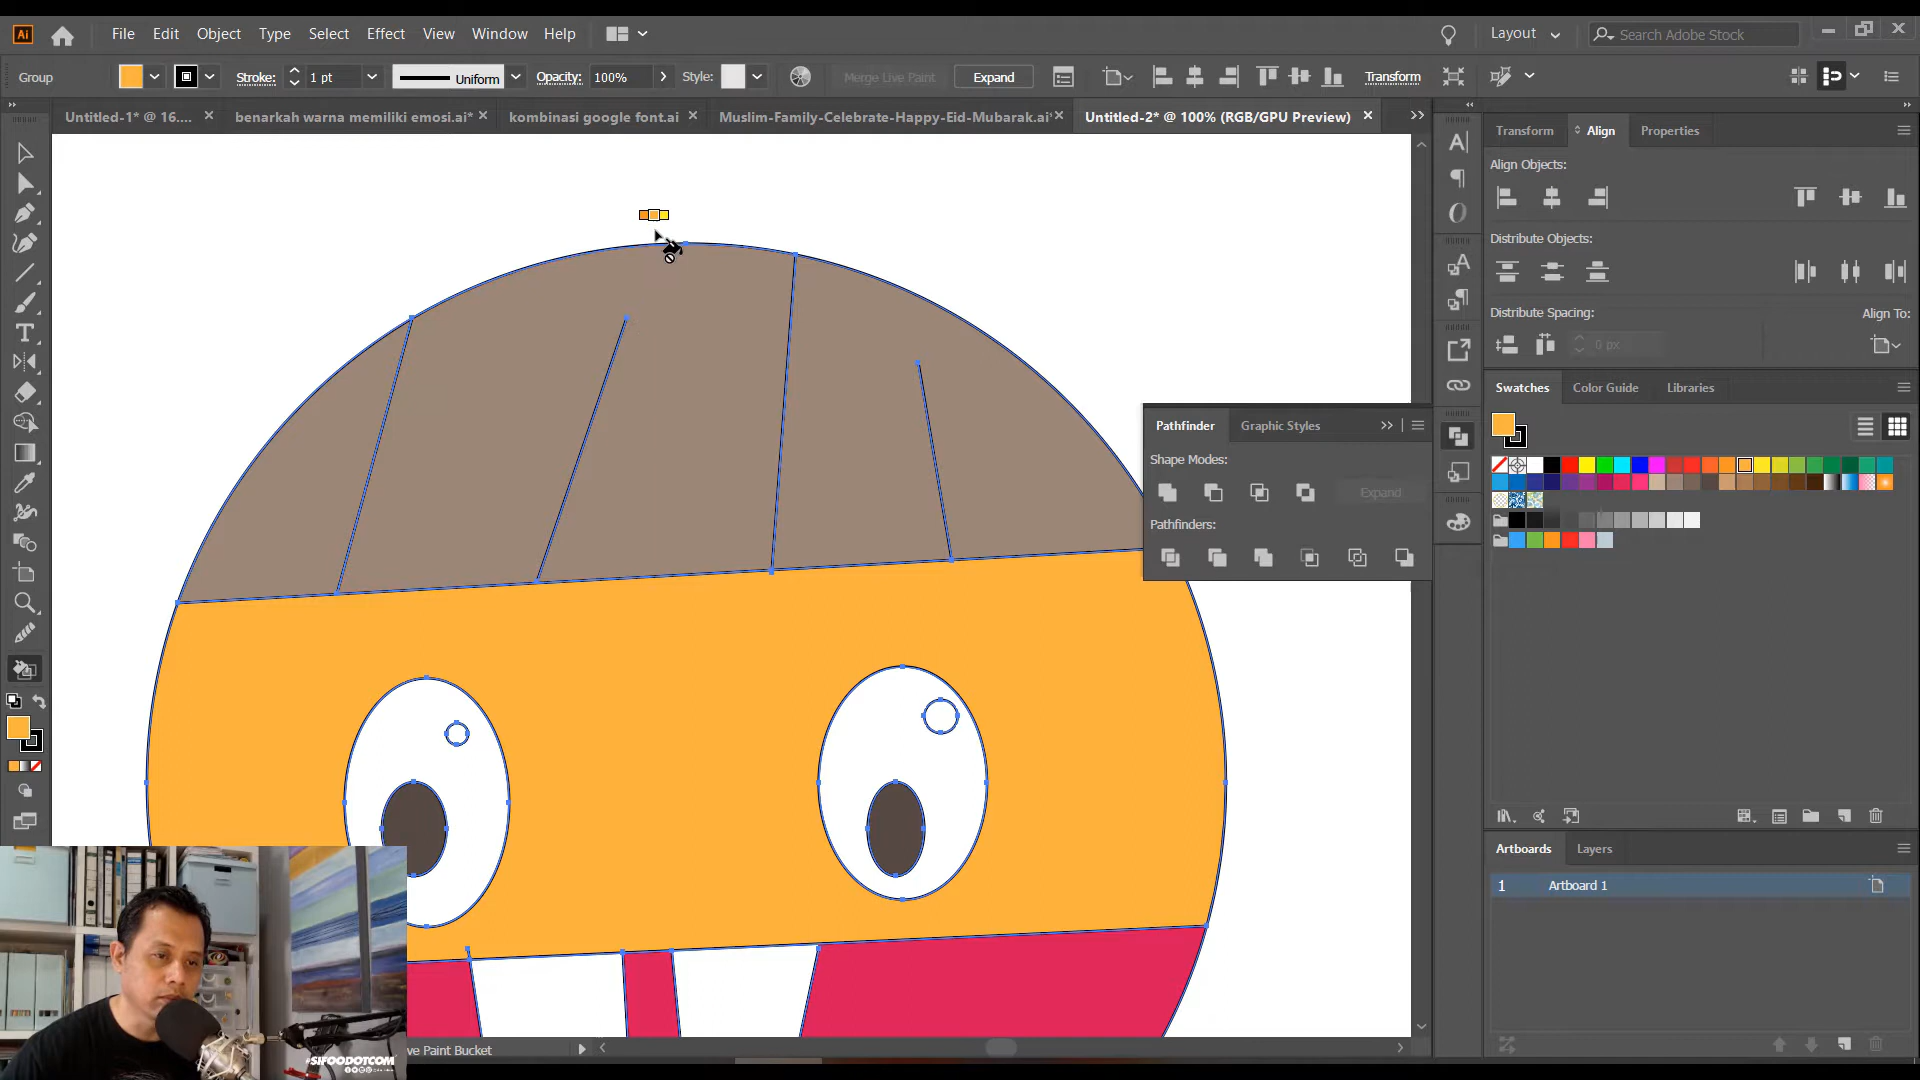 Ai File Edit Object Type Select Effect View Window Help Layout Search Adobe Stock
Group Stroke: 1 pt Uniform Opacity: 100% Style: Merge Live Paint Expand Transform
Untitled-1* @ 16.... benarkah warna memiliki emosi.ai* kombinasi google font.ai Muslim-Family-Celebrate-Happy-Eid-Mubarak.ai* Untitled-2* @ 100% (RGB/GPU Preview)
Transform Align Properties
Align Objects:
Distribute Objects:
Distribute Spacing: Align To:
0 px
Swatches Color Guide Libraries
Pathfinder Graphic Styles
Shape Modes:
Expand
Pathfinders:
Artboards Layers
1 Artboard 1
ve Paint Bucket
#SIFOODOTCOM